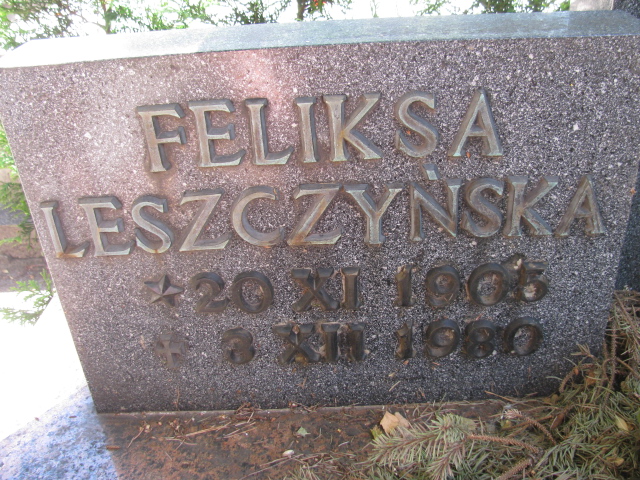 FELIKSA
LESZCZYŃSKA
★ 20 XI 1905
✝ 3 XII 1980